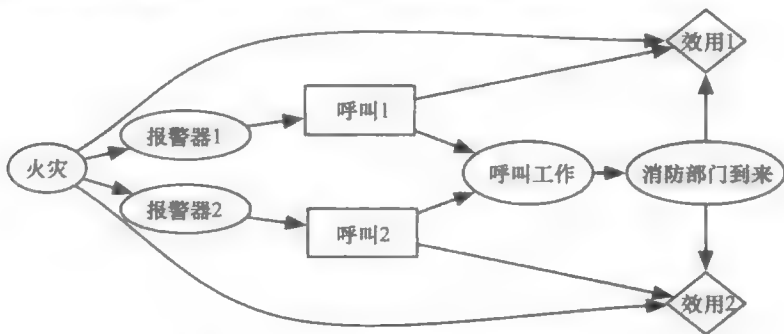 效用1
报警器1
呼叫1
火灾
呼叫工作
消防部门到来
报警器2
呼叫2
效用2